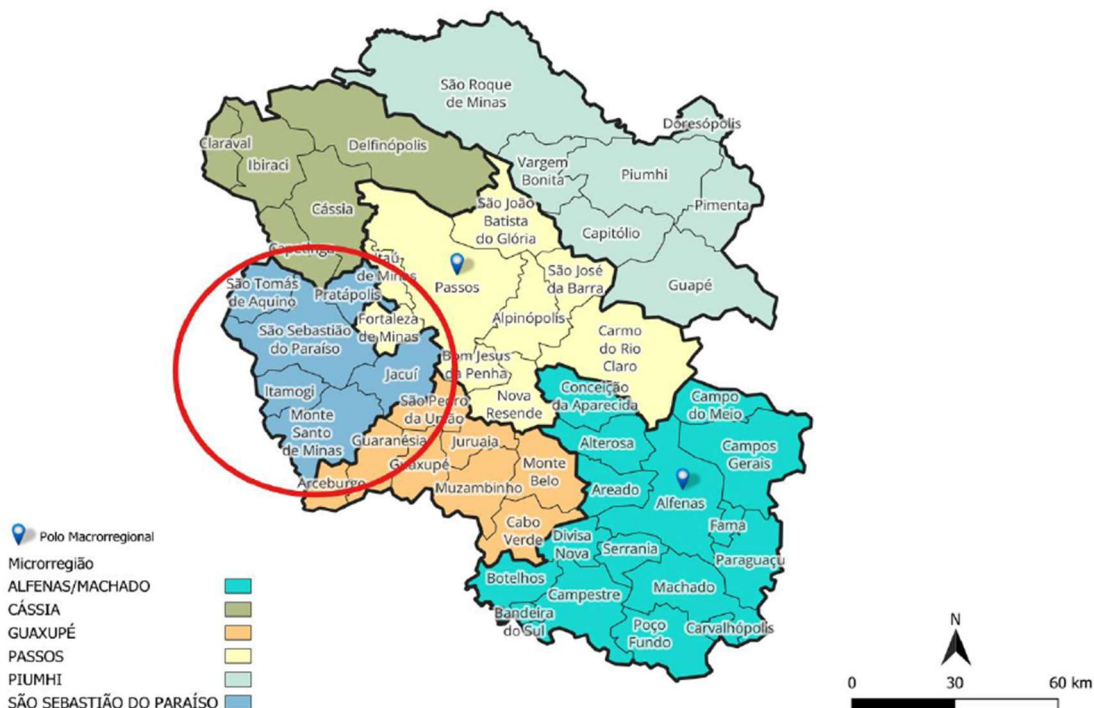 São Roque
de Minas
Doresópolis
Claraval
Ibiraci
Delfinópolis
Vargem
Bonita
Piumhi
Pimenta
Cássia
São João
Batista
do Glória
Capitólio
Capetinga
Itaú
de Minas
Passos
São José
da Barra
Guapé
São Tomás
de Aquino
Pratápolis
Fortaleza
de Minas
Alpinópolis
Carmo
do Rio
Claro
São Sebastião
do Paraíso
Jacuí
Bom Jesus
da Penha
Itamogi
Nova
Resende
Conceição
da Aparecida
Campo
do Meio
São Pedro
da União
Monte
Santo
de Minas
Guaranésia
Juruaia
Alterosa
Campos
Gerais
Guaxupé
Monte
Belo
Arceburgo
Muzambinho
Areado
Alfenas
Cabo
Verde
Fama
Divisa
Nova
Serrania
Paraguaçu
Botelhos
Campestre
Machado
Bandeira
do Sul
Poço
Fundo
Carvalhópolis
Polo Macrorregional
Microrregião
ALFENAS/MACHADO
CÁSSIA
GUAXUPÉ
PASSOS
PIUMHI
SÃO SEBASTIÃO DO PARAÍSO
N
0 30 60 km